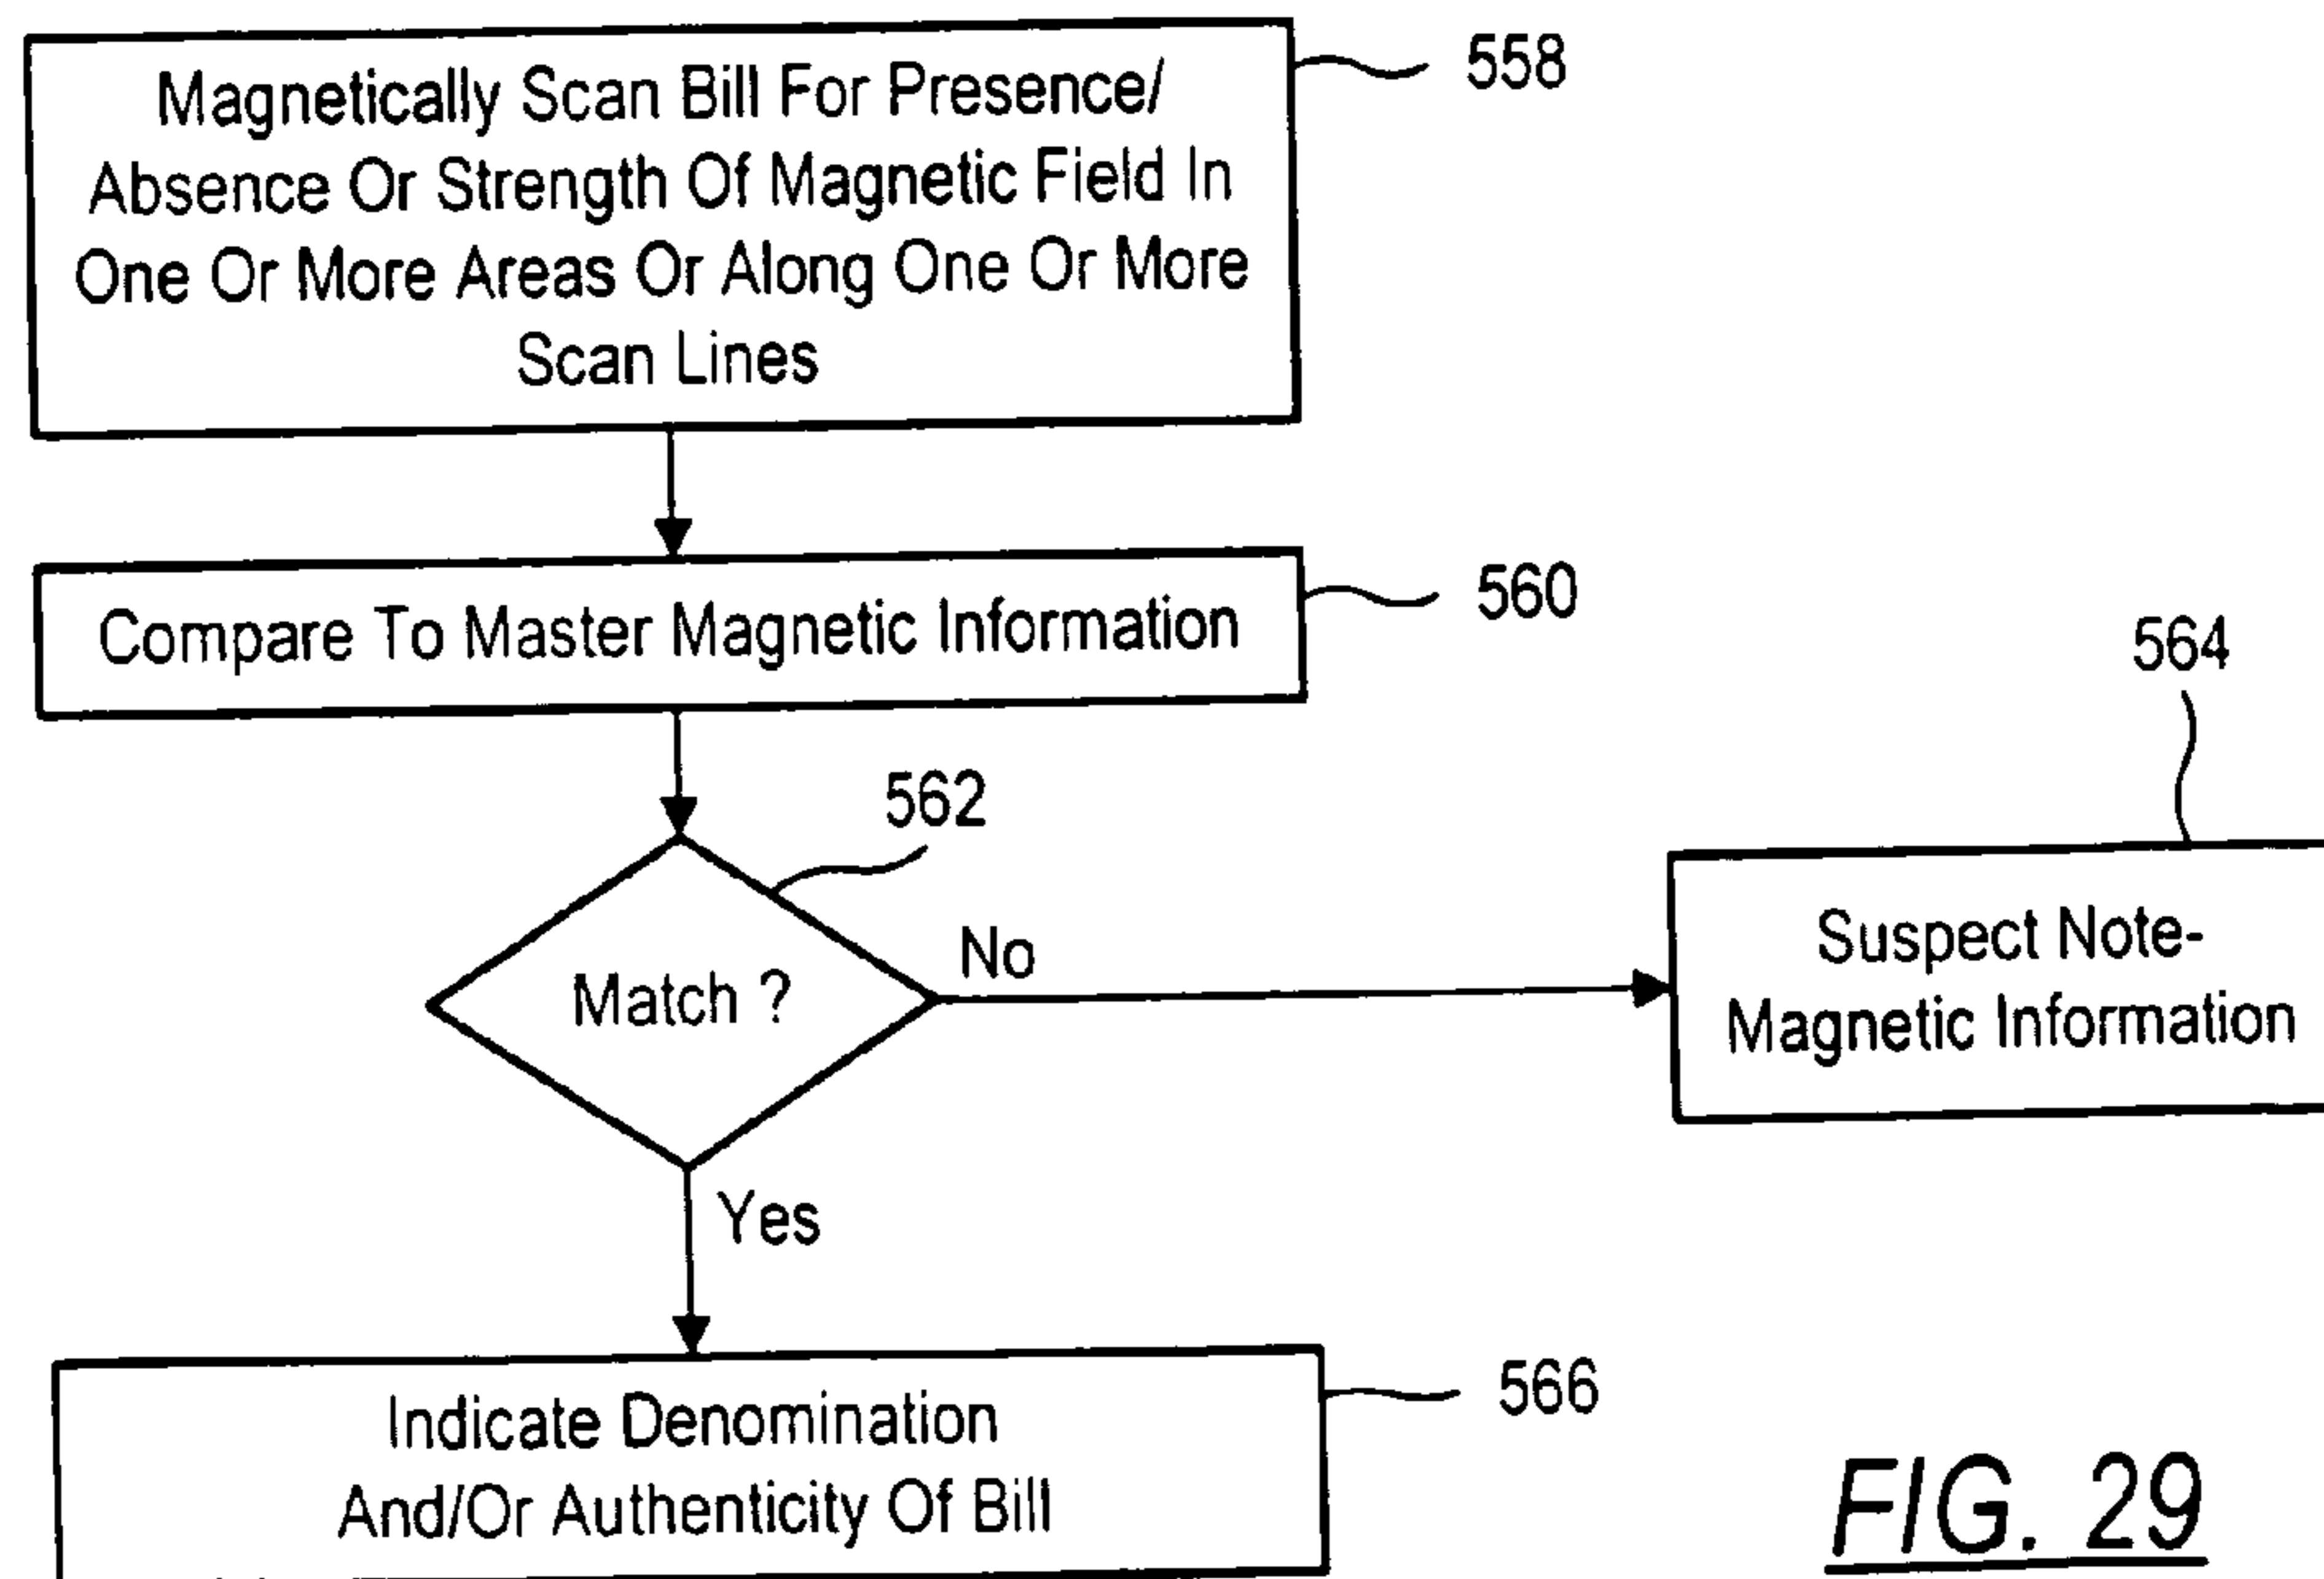 Magnetically Scan Bill For Presence/
Absence Or Strength Of Magnetic Field In
One Or More Areas Or Along One Or More
Scan Lines
558
Compare To Master Magnetic Information
560
562
Match ?
No
564
Suspect Note-
Magnetic Information
Yes
Indicate Denomination
And/Or Authenticity Of Bill
566
FIG. 29